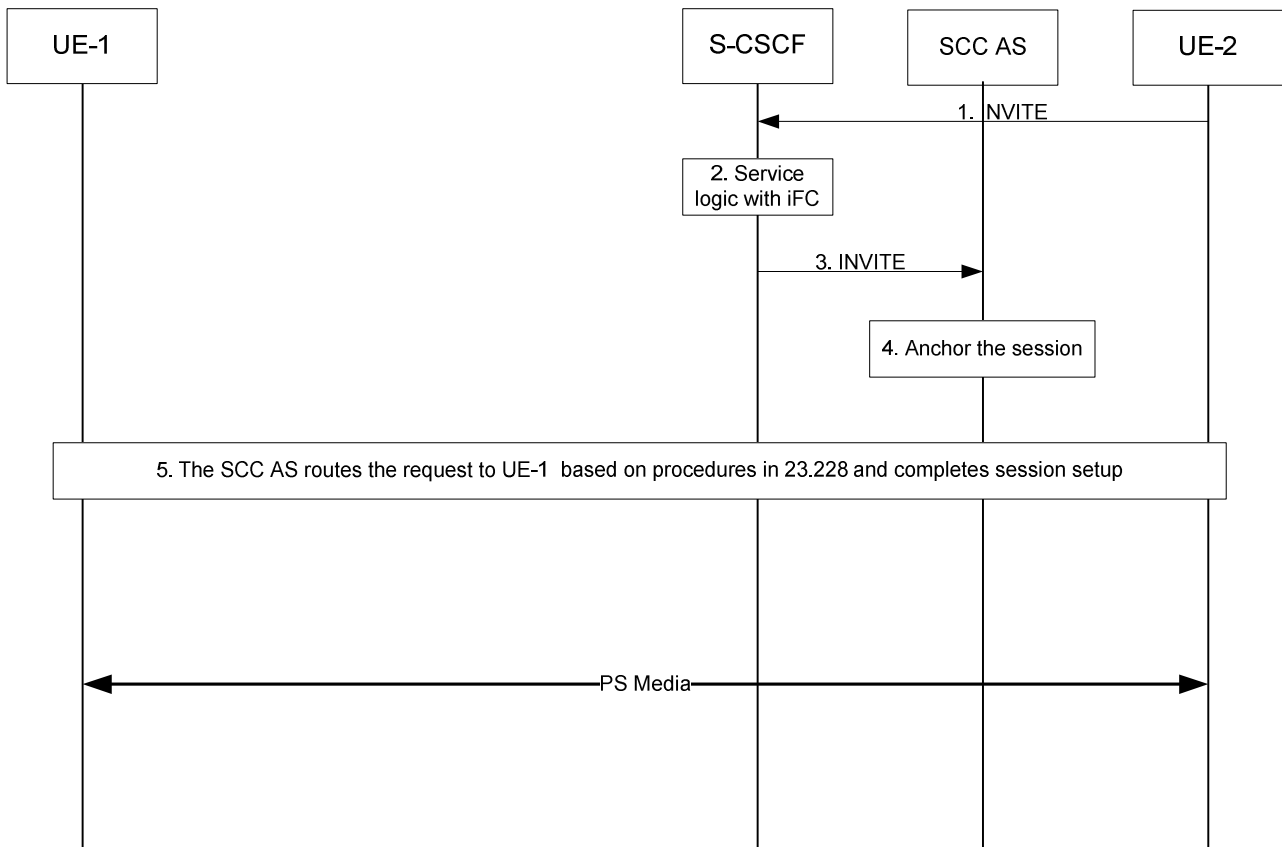 UE-1
S-CSCF
SCC AS
UE-2
1. INVITE
2. Service
logic with iFC
3. INVITE
4. Anchor the session
5. The SCC AS routes the request to UE-1 based on procedures in 23.228 and completes session setup
PS Media